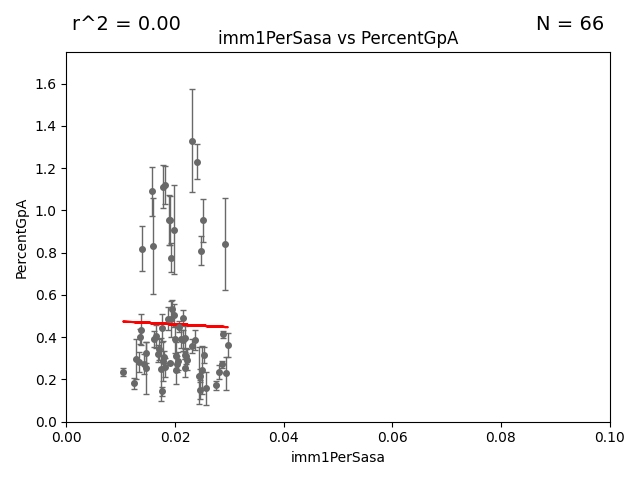 r^2 = 0.00
N = 66
imm1PerSasa vs PercentGpA
1.6
1.4
1.2
1.0
0.8
0.6
0.4
0.2
0.0
PercentGpA
0.00 0.02 0.04 0.06 0.08 0.10
imm1PerSasa